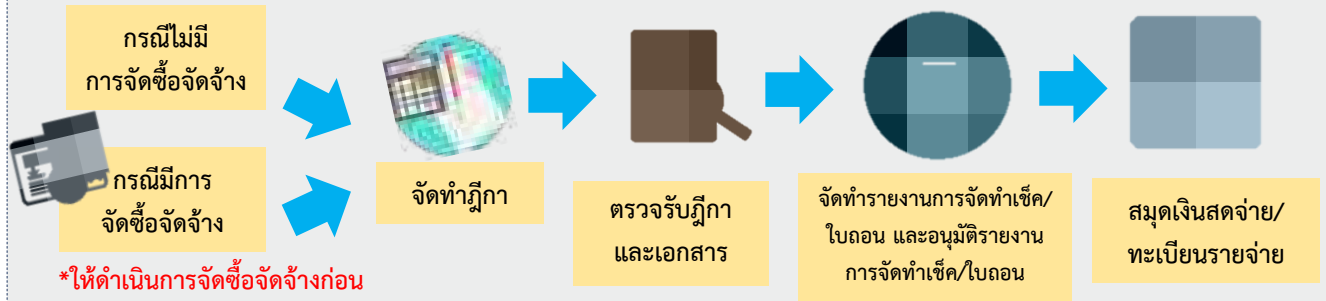 กรณีไม่มี
การจัดซื้อจัดจ้าง
กรณีมีการ
จัดซื้อจัดจ้าง
*ให้ดำเนินการจัดซื้อจัดจ้างก่อน
จัดทำฎีกา
ตรวจรับฎีกา
และเอกสาร
จัดทำรายงานการจัดทำเช็ค/
ใบถอน และอนุมัติรายงาน
การจัดทำเช็ค/ใบถอน
สมุดเงินสดจ่าย/
ทะเบียนรายจ่าย